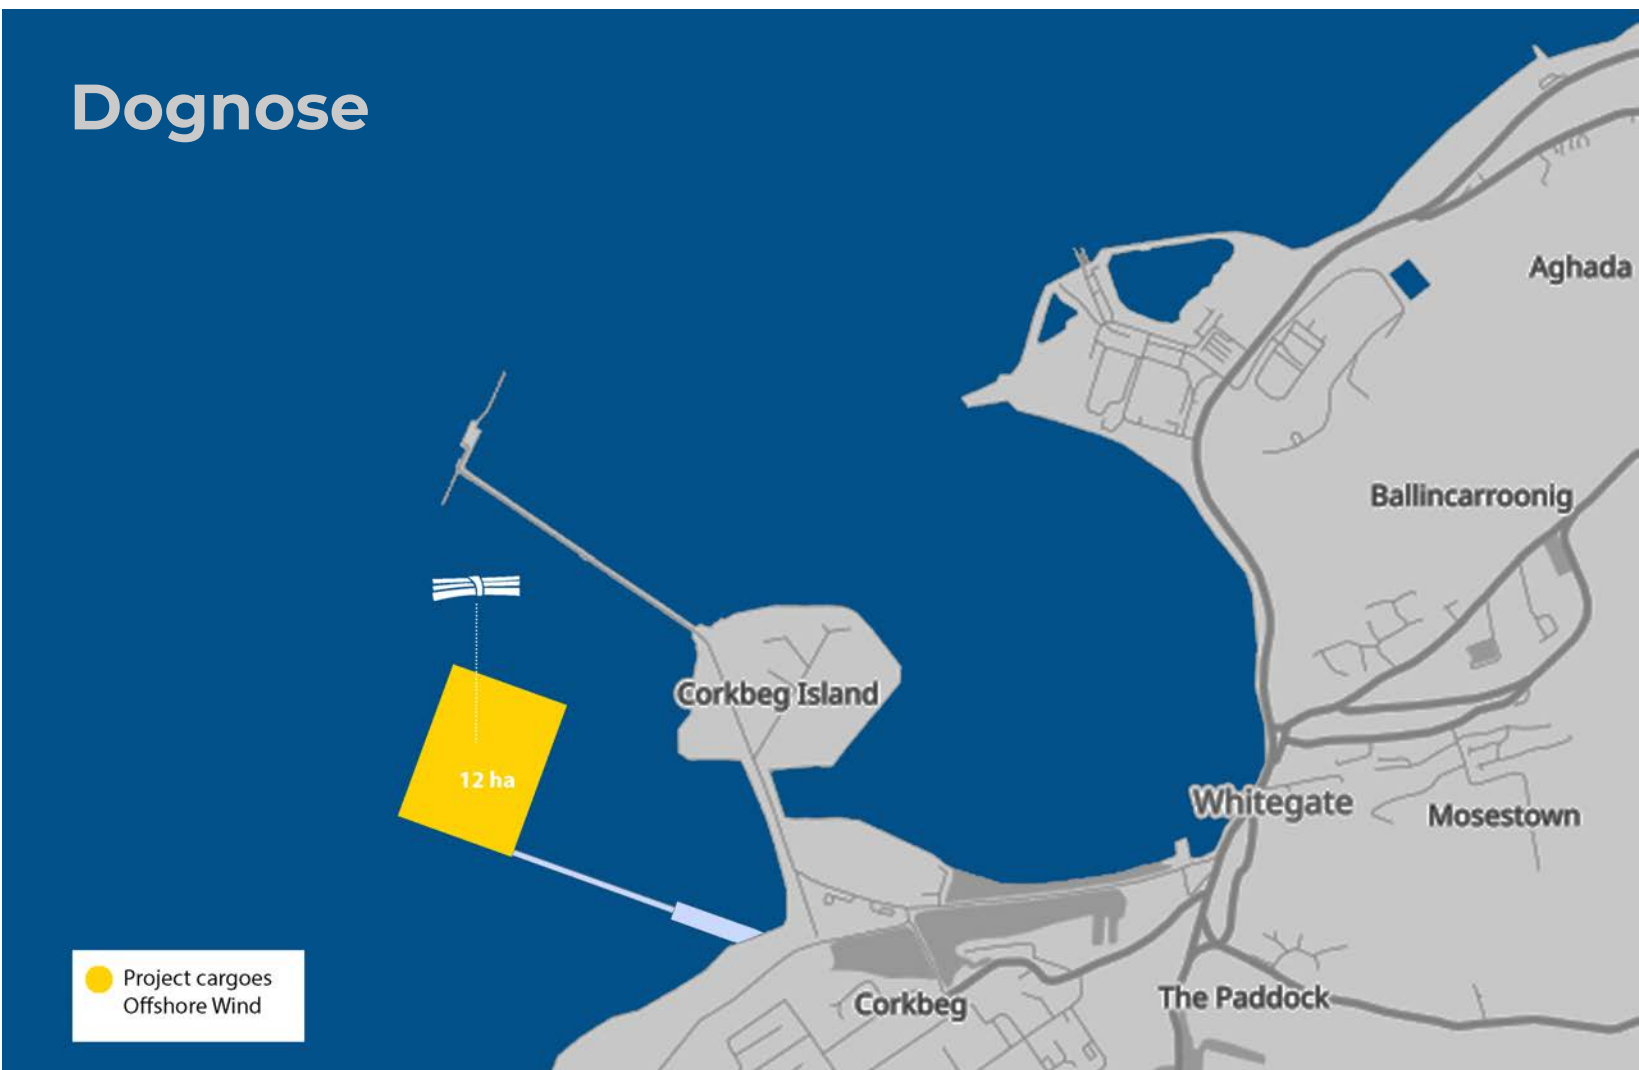 Dognose
Aghada
Ballincarroonig
Corkbeg Island
12 ha
Whitegate
Mosestown
Project cargoes
Offshore Wind
Corkbeg
The Paddock